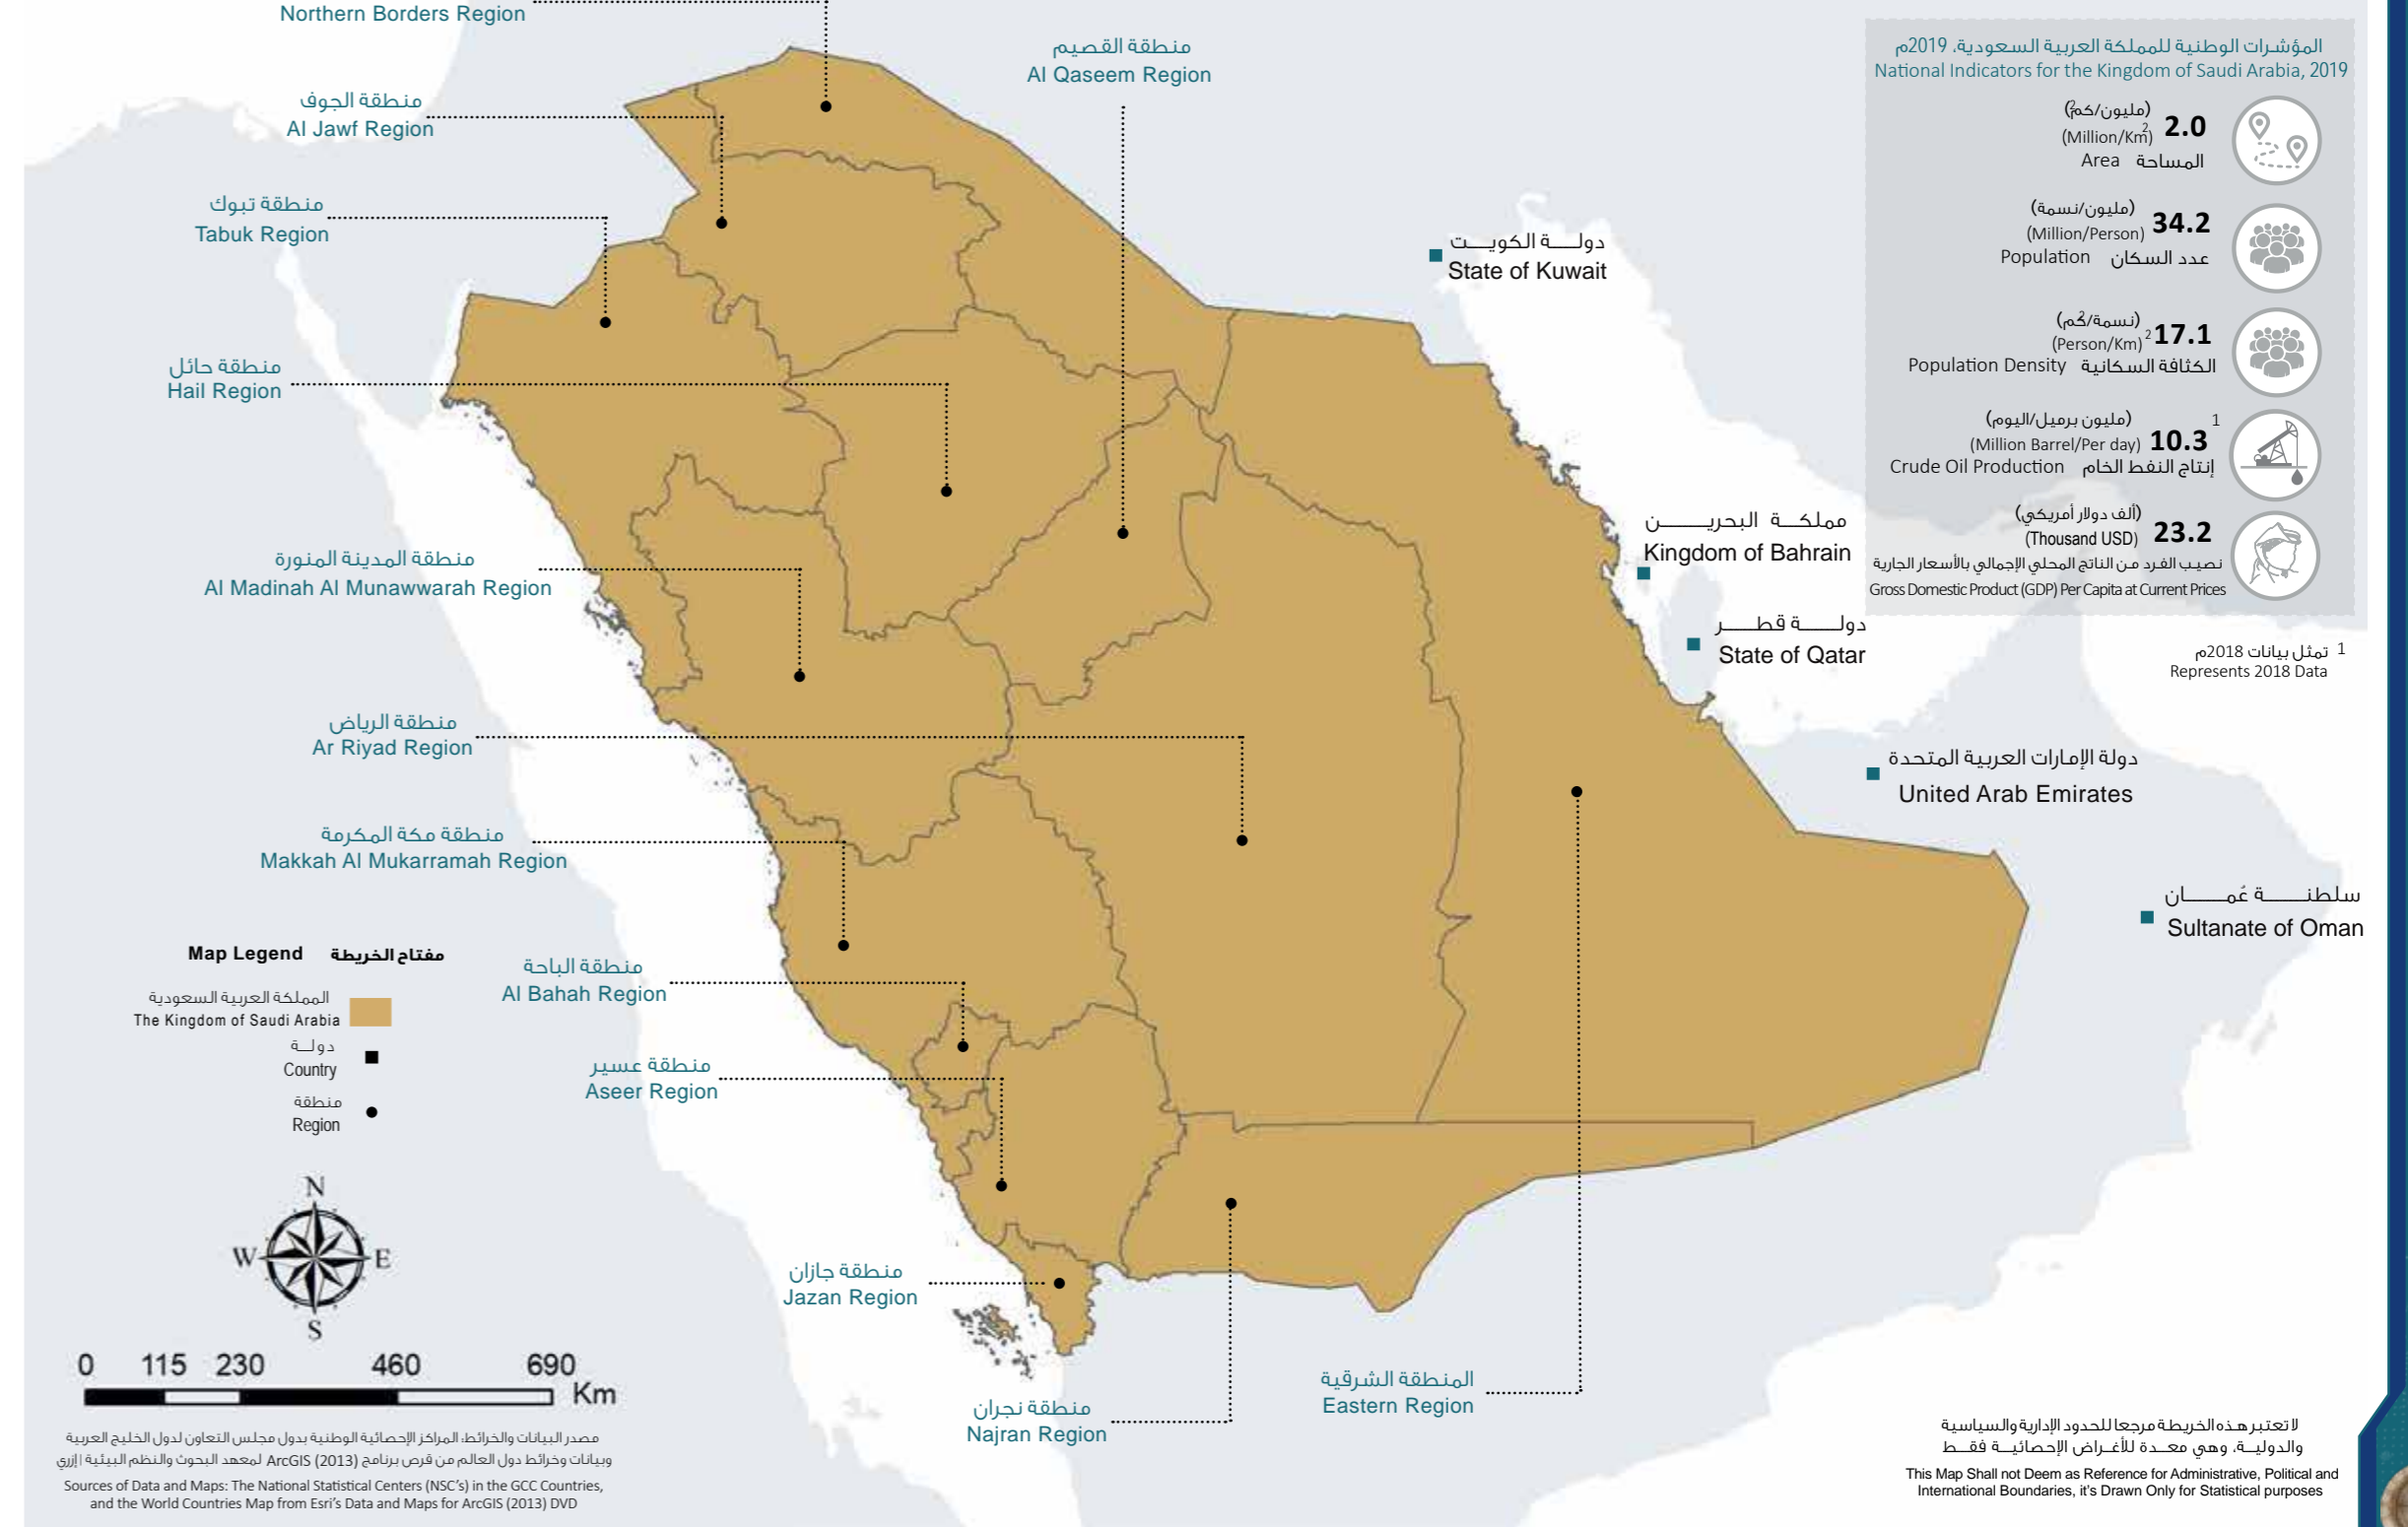 Northern Borders Region
منطقة القصيم
Al Qaseem Region
منطقة الجوف
Al Jawf Region
منطقة تبوك
Tabuk Region
منطقة حائل
Hail Region
منطقة المدينة المنورة
Al Madinah Al Munawwarah Region
منطقة الرياض
Ar Riyad Region
منطقة مكة المكرمة
Makkah Al Mukarramah Region
منطقة الباحة
Al Bahah Region
منطقة عسير
Aseer Region
منطقة جازان
Jazan Region
منطقة نجران
Najran Region
المنطقة الشرقية
Eastern Region
دولــة الكويــت
State of Kuwait
مملكــة البحريــــن
Kingdom of Bahrain
دولــــة قطــــر
State of Qatar
دولة الإمارات العربية المتحدة
United Arab Emirates
سلطنــــة عُمــــان
Sultanate of Oman
المؤشرات الوطنية للمملكة العربية السعودية، 2019م
National Indicators for the Kingdom of Saudi Arabia, 2019
(مليون/كم²)
(Million/Km²) 2.0
Area المساحة
(مليون/نسمة)
(Million/Person) 34.2
Population عدد السكان
(نسمة/كم²)
(Person/Km)² 17.1
Population Density الكثافة السكانية
(مليون برميل/اليوم)
(Million Barrel/Per day) 10.3 1
Crude Oil Production إنتاج النفط الخام
(ألف دولار أمريكي)
(Thousand USD) 23.2
نصيب الفرد من الناتج المحلي الإجمالي بالأسعار الجارية
Gross Domestic Product (GDP) Per Capita at Current Prices
1 تمثل بيانات 2018م
Represents 2018 Data
Map Legend مفتاح الخريطة
المملكة العربية السعودية
The Kingdom of Saudi Arabia
دولــة
Country
منطقة
Region
N
W E
S
0 115 230 460 690
Km
مصدر البيانات والخرائط: المراكز الإحصائية الوطنية بدول مجلس التعاون لدول الخليج العربية
وبيانات وخرائط دول العالم من قرص برنامج ArcGIS (2013) لمعهد البحوث والنظم البيئية | إزري
Sources of Data and Maps: The National Statistical Centers (NSC's) in the GCC Countries,
and the World Countries Map from Esri's Data and Maps for ArcGIS (2013) DVD
لا تعتبر هذه الخريطة مرجعا للحدود الإدارية والسياسية
والدوليــة، وهي معــدة للأغــراض الإحصائيــة فقــط
This Map Shall not Deem as Reference for Administrative, Political and
International Boundaries, it's Drawn Only for Statistical purposes